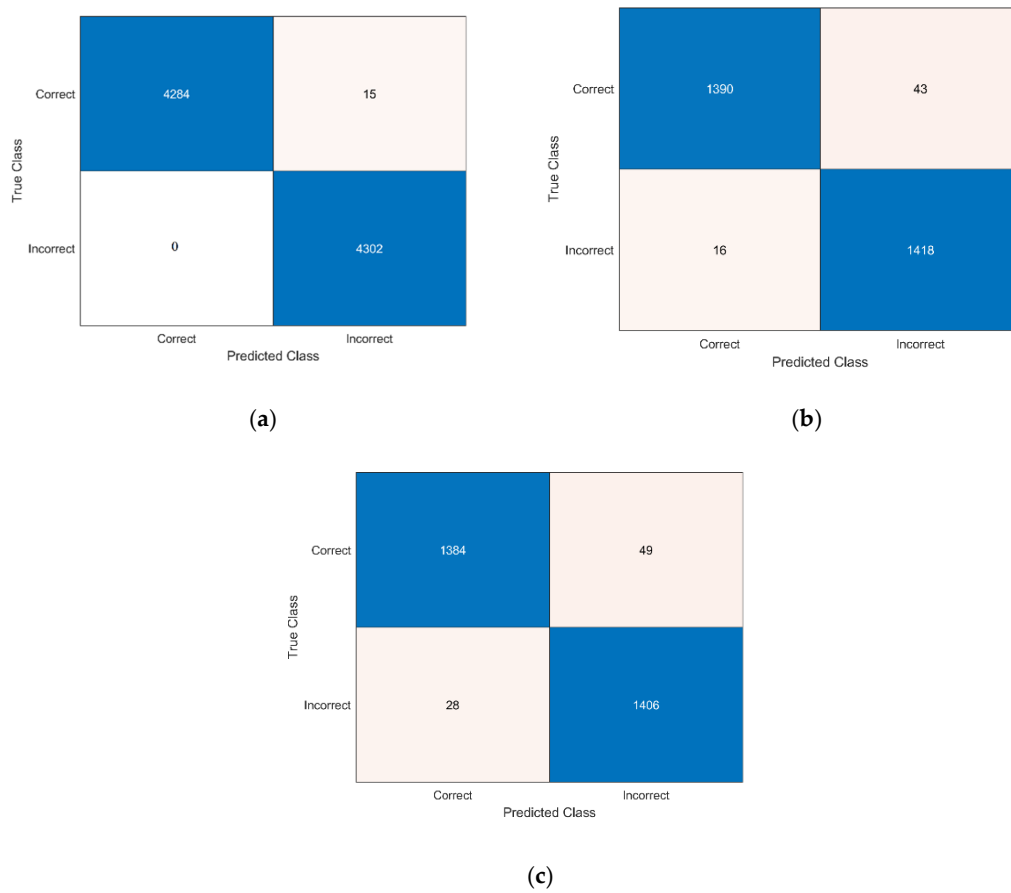 Correct
4284
15
True Class
Incorrect
0
4302
Correct
Incorrect
Predicted Class
(a)
Correct
1390
43
True Class
Incorrect
16
1418
Correct
Incorrect
Predicted Class
(b)
Correct
1384
49
True Class
Incorrect
28
1406
Correct
Incorrect
Predicted Class
(c)